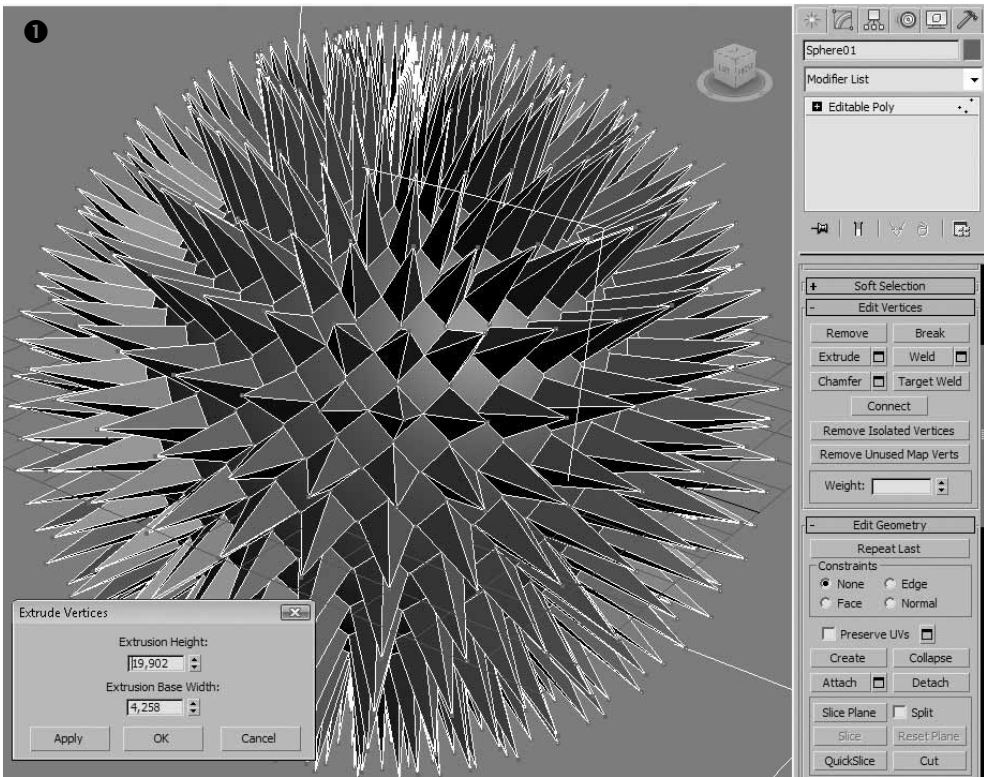 ❶
Sphere01
Modifier List
Editable Poly
+ Soft Selection
- Edit Vertices
Remove Break
Extrude Weld
Chamfer Target Weld
Connect
Remove Isolated Vertices
Remove Unused Map Verts
Weight:
- Edit Geometry
Repeat Last
Constraints
None Edge
Face Normal
Preserve UVs
Create Collapse
Attach Detach
Slice Plane Split
Slice Reset Plane
QuickSlice Cut
Extrude Vertices
Extrusion Height:
19,902
Extrusion Base Width:
4,258
Apply OK Cancel